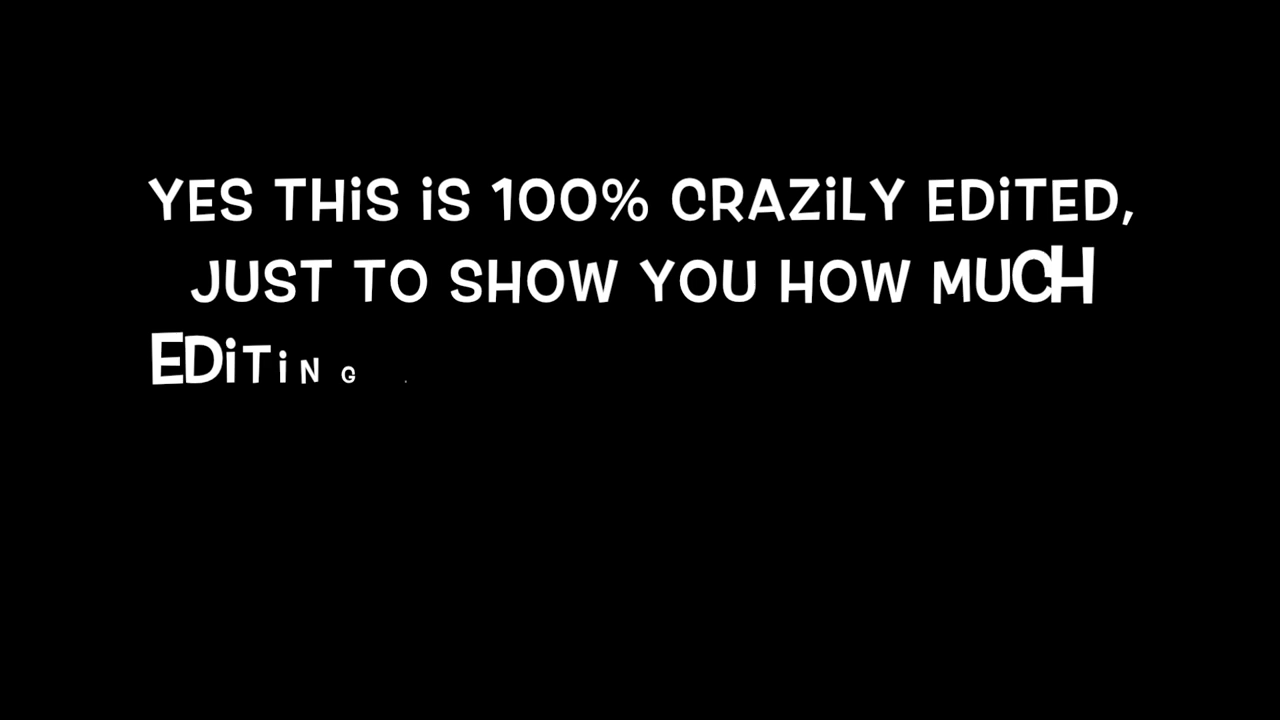 YES THiS iS 100% CRAZiLY EDiTED,
JUST TO SHOW YOU HOW MUCH
EDiTiNG